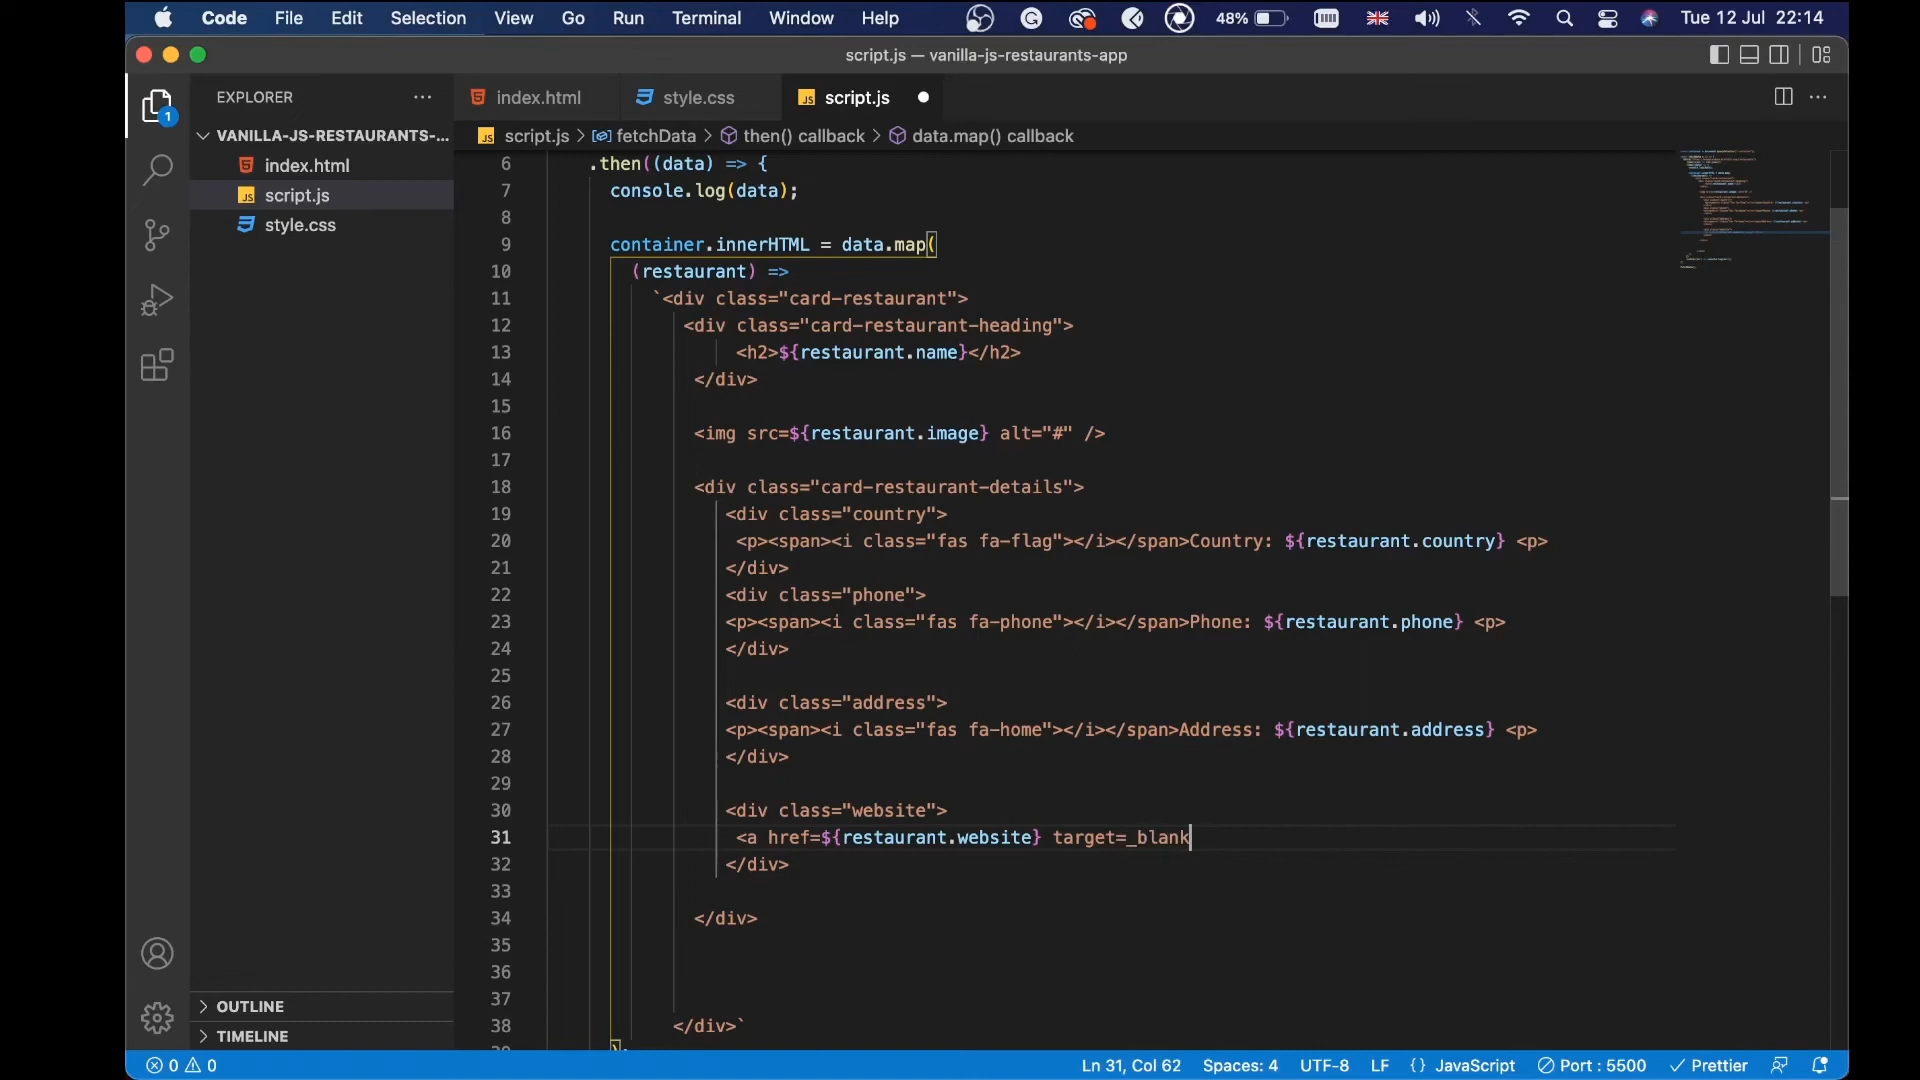 Code File Edit Selection View Go Run Terminal Window Help 48% Tue 12 Jul 22:14
script.js — vanilla-js-restaurants-app
EXPLORER
index.html style.css script.js
VANILLA-JS-RESTAURANTS-...
script.js > fetchData > then() callback > data.map() callback
index.html
script.js
style.css
1
6 .then((data) => {
7 console.log(data);
8
9 container.innerHTML = data.map(
10 (restaurant) =>
11 `<div class="card-restaurant">
12 <div class="card-restaurant-heading">
13 <h2>${restaurant.name}</h2>
14 </div>
15
16 <img src=${restaurant.image} alt="#" />
17
18 <div class="card-restaurant-details">
19 <div class="country">
20 <p><span><i class="fas fa-flag"></i></span>Country: ${restaurant.country} <p>
21 </div>
22 <div class="phone">
23 <p><span><i class="fas fa-phone"></i></span>Phone: ${restaurant.phone} <p>
24 </div>
25
26 <div class="address">
27 <p><span><i class="fas fa-home"></i></span>Address: ${restaurant.address} <p>
28 </div>
29
30 <div class="website">
31 <a href=${restaurant.website} target=_blank
32 </div>
33
34 </div>
35
36
37
38 </div>`
OUTLINE
TIMELINE
0 0 Ln 31, Col 62 Spaces: 4 UTF-8 LF {} JavaScript Port : 5500 Prettier